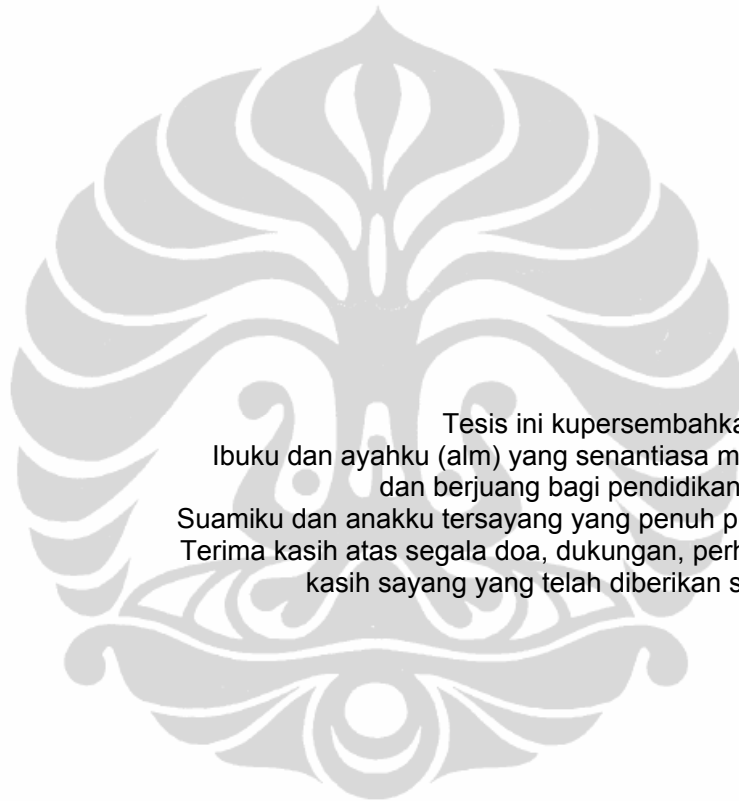 Tesis ini kupersembahka
Ibuku dan ayahku (alm) yang senantiasa m
dan berjuang bagi pendidikan
Suamiku dan anakku tersayang yang penuh p
Terima kasih atas segala doa, dukungan, perh
kasih sayang yang telah diberikan s